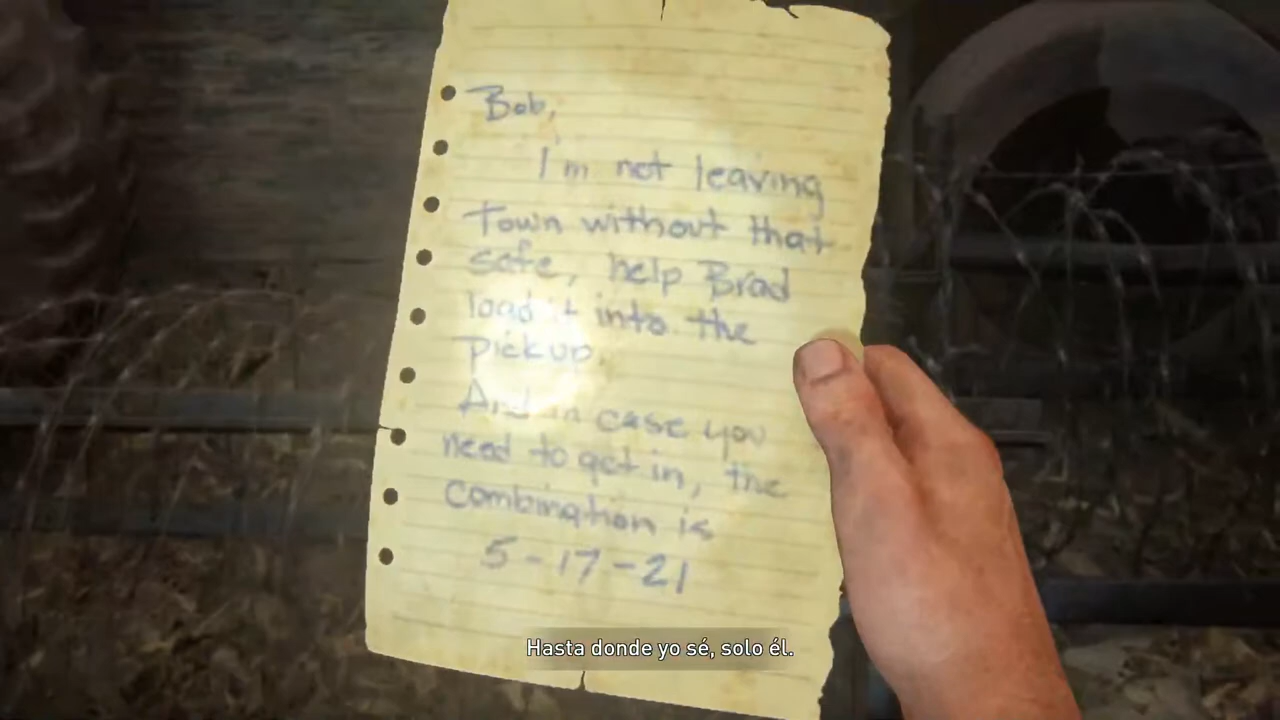 Bob,
I'm not leaving
Town without that
safe, help Brad
load it into the
pickup.
And in case you
need to get in, the
combination is
5-17-21
Hasta donde yo sé, solo él.